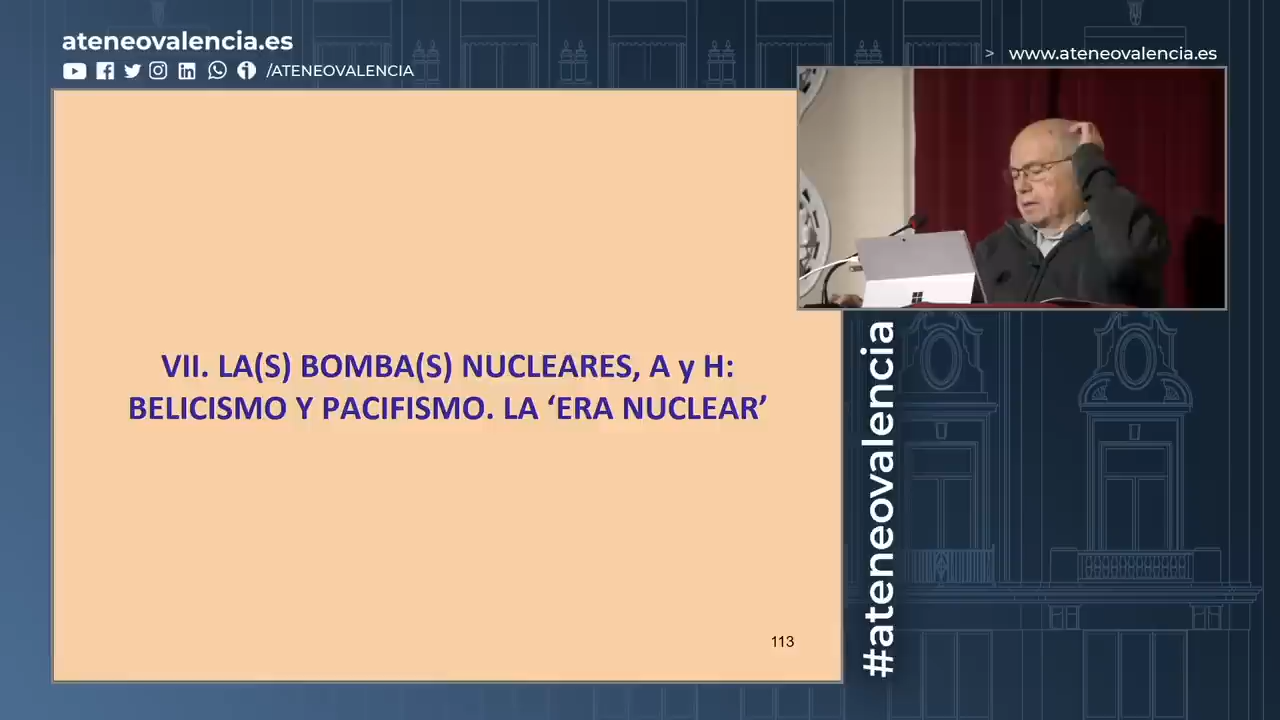 ateneovalencia.es
/ATENEOVALENCIA
> www.ateneovalencia.es
VII. LA(S) BOMBA(S) NUCLEARES, A y H:
BELICISMO Y PACIFISMO. LA ‘ERA NUCLEAR’
113
#ateneovalencia